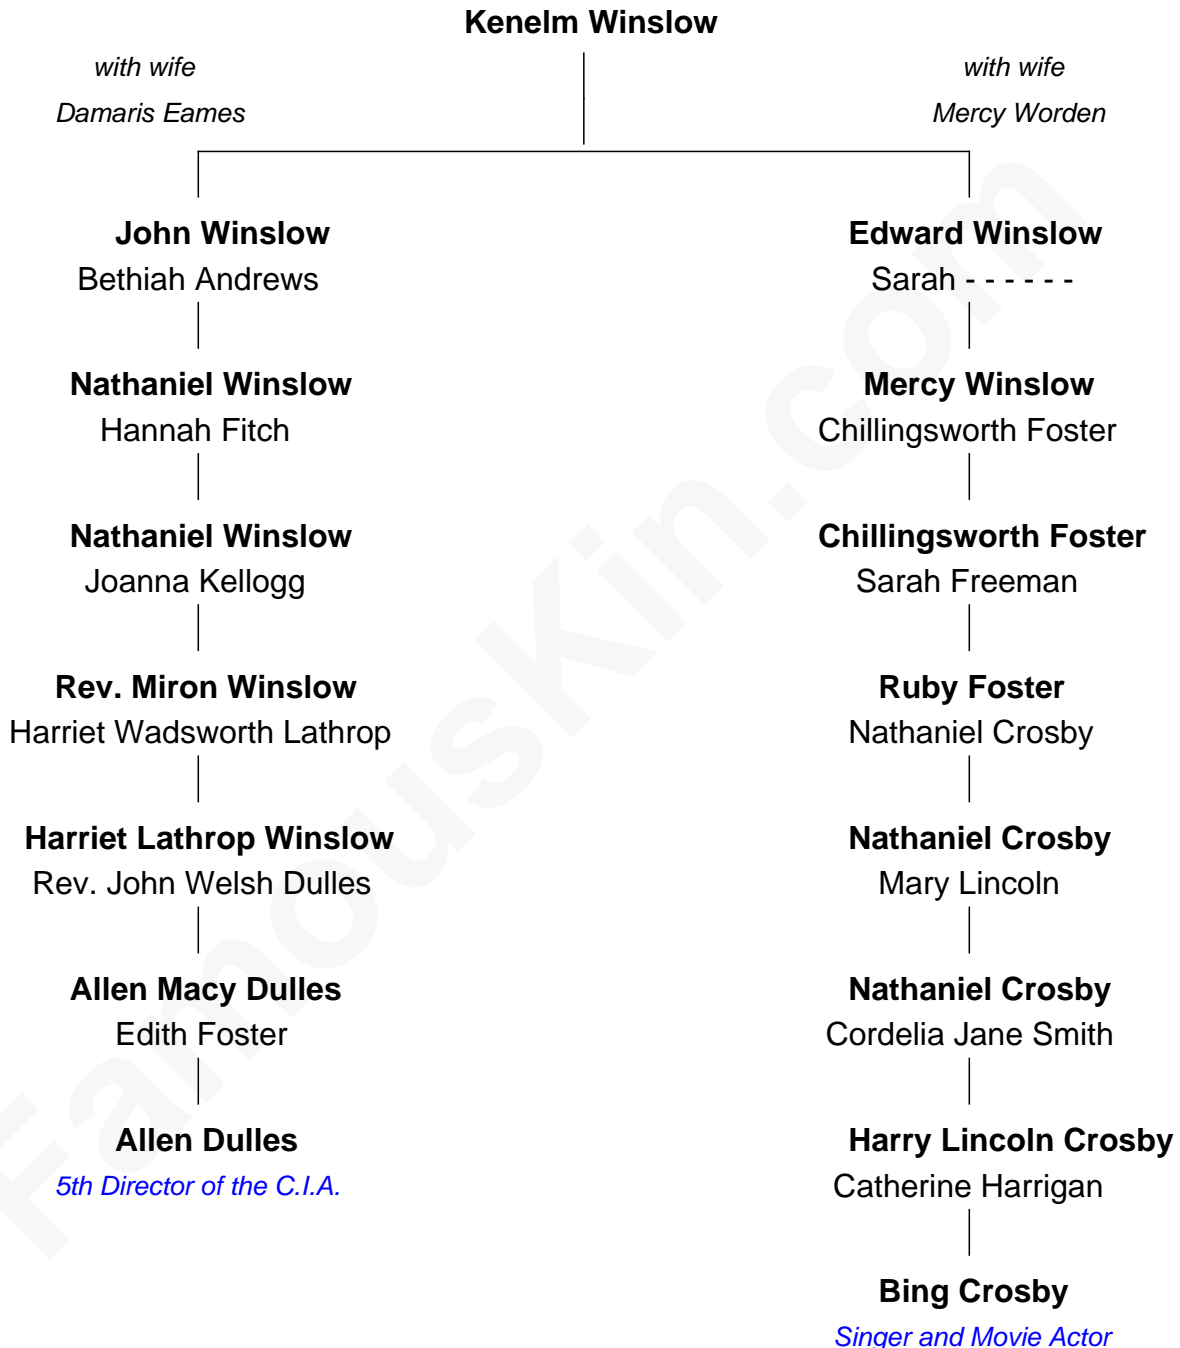 Kenelm Winslow
with wife
Damaris Eames
with wife
Mercy Worden
John Winslow
Bethiah Andrews
Nathaniel Winslow
Hannah Fitch
Nathaniel Winslow
Joanna Kellogg
Rev. Miron Winslow
Harriet Wadsworth Lathrop
Harriet Lathrop Winslow
Rev. John Welsh Dulles
Allen Macy Dulles
Edith Foster
Allen Dulles
5th Director of the C.I.A.
Edward Winslow
Sarah - - - - - -
Mercy Winslow
Chillingsworth Foster
Chillingsworth Foster
Sarah Freeman
Ruby Foster
Nathaniel Crosby
Nathaniel Crosby
Mary Lincoln
Nathaniel Crosby
Cordelia Jane Smith
Harry Lincoln Crosby
Catherine Harrigan
Bing Crosby
Singer and Movie Actor
FamousKin.com